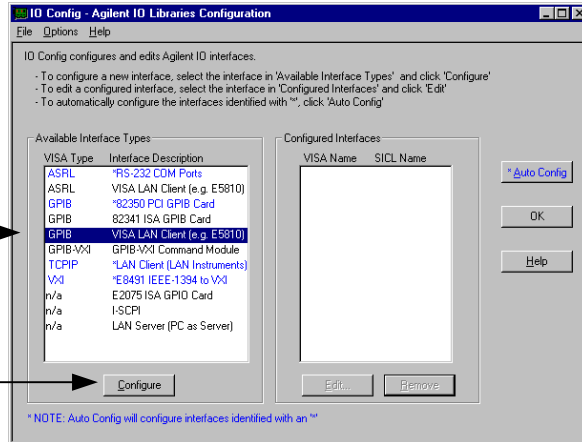 IO Config - Agilent IO Libraries Configuration
File Options Help
IO Config configures and edits Agilent IO interfaces.
- To configure a new interface, select the interface in 'Available Interface Types' and click 'Configure'
- To edit a configured interface, select the interface in 'Configured Interfaces' and click 'Edit'
- To automatically configure the interfaces identified with '*', click 'Auto Config'
Available Interface Types
VISA Type Interface Description
ASRL *RS-232 COM Ports
ASRL VISA LAN Client (e.g. E5810)
GPIB *82350 PCI GPIB Card
GPIB 82341 ISA GPIB Card
GPIB VISA LAN Client (e.g. E5810)
GPIB-VXI GPIB-VXI Command Module
TCPIP *LAN Client (LAN Instruments)
VXI *E8491 IEEE-1394 to VXI
n/a E2075 ISA GPIO Card
n/a I-SCPI
n/a LAN Server (PC as Server)
Configure
Configured Interfaces
VISA Name SICL Name
Edit...
Remove
* Auto Config
OK
Help
* NOTE: Auto Config will configure interfaces identified with an '*'